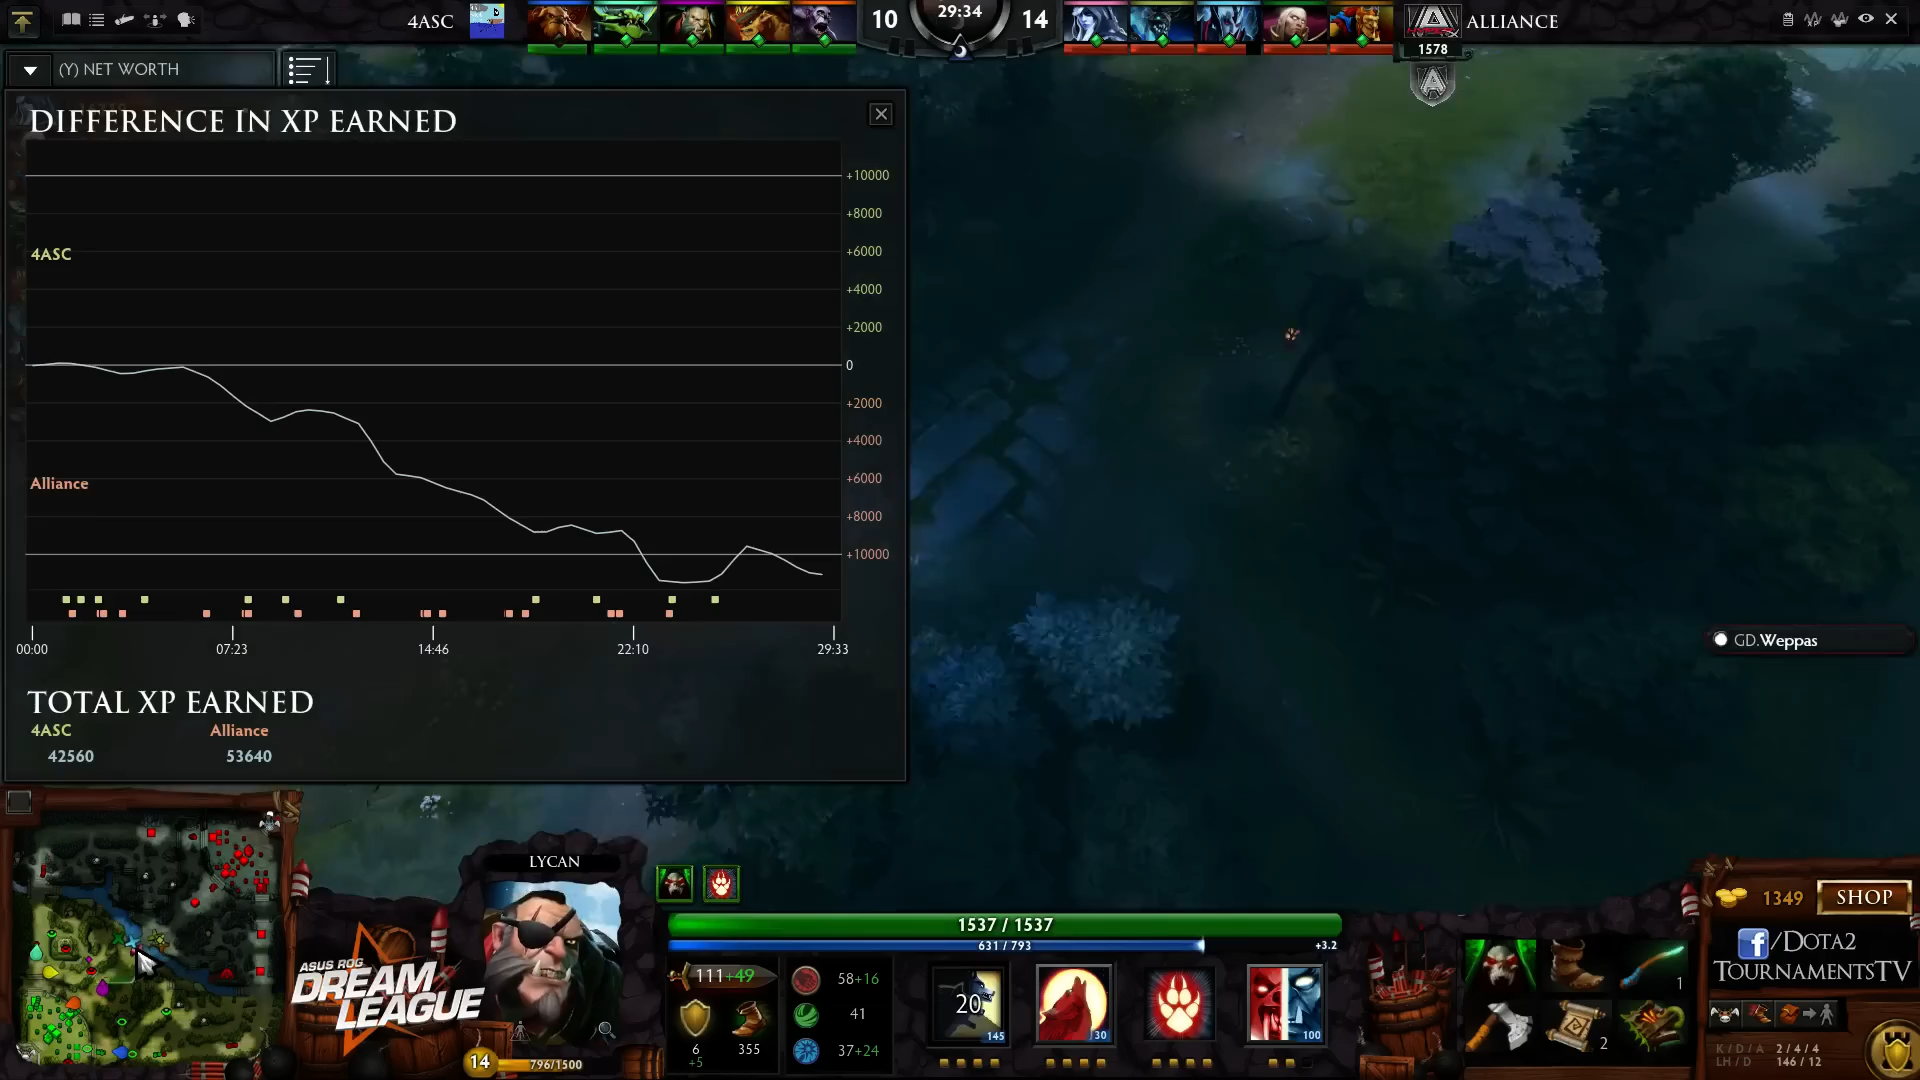 4ASC
10
29:34
14
ALLIANCE
1578
(Y) NET WORTH
DIFFERENCE IN XP EARNED
+10000
+8000
4ASC
+6000
+4000
+2000
0
+2000
+4000
Alliance
+6000
+8000
+10000
00:00 07:23 14:46 22:10 29:33
GD.Weppas
TOTAL XP EARNED
4ASC Alliance
42560 53640
LYCAN
1537 / 1537
631 / 793 +3.2
111+49
58+16
41
6
+5
355
37+24
20
145
30
100
14
796/1500
ASUS ROG
DREAM
LEAGUE
1
2
1349
SHOP
/DOTA2
TOURNAMENTSTV
K / D / A 2 / 4 / 4
LH / D 146 / 12